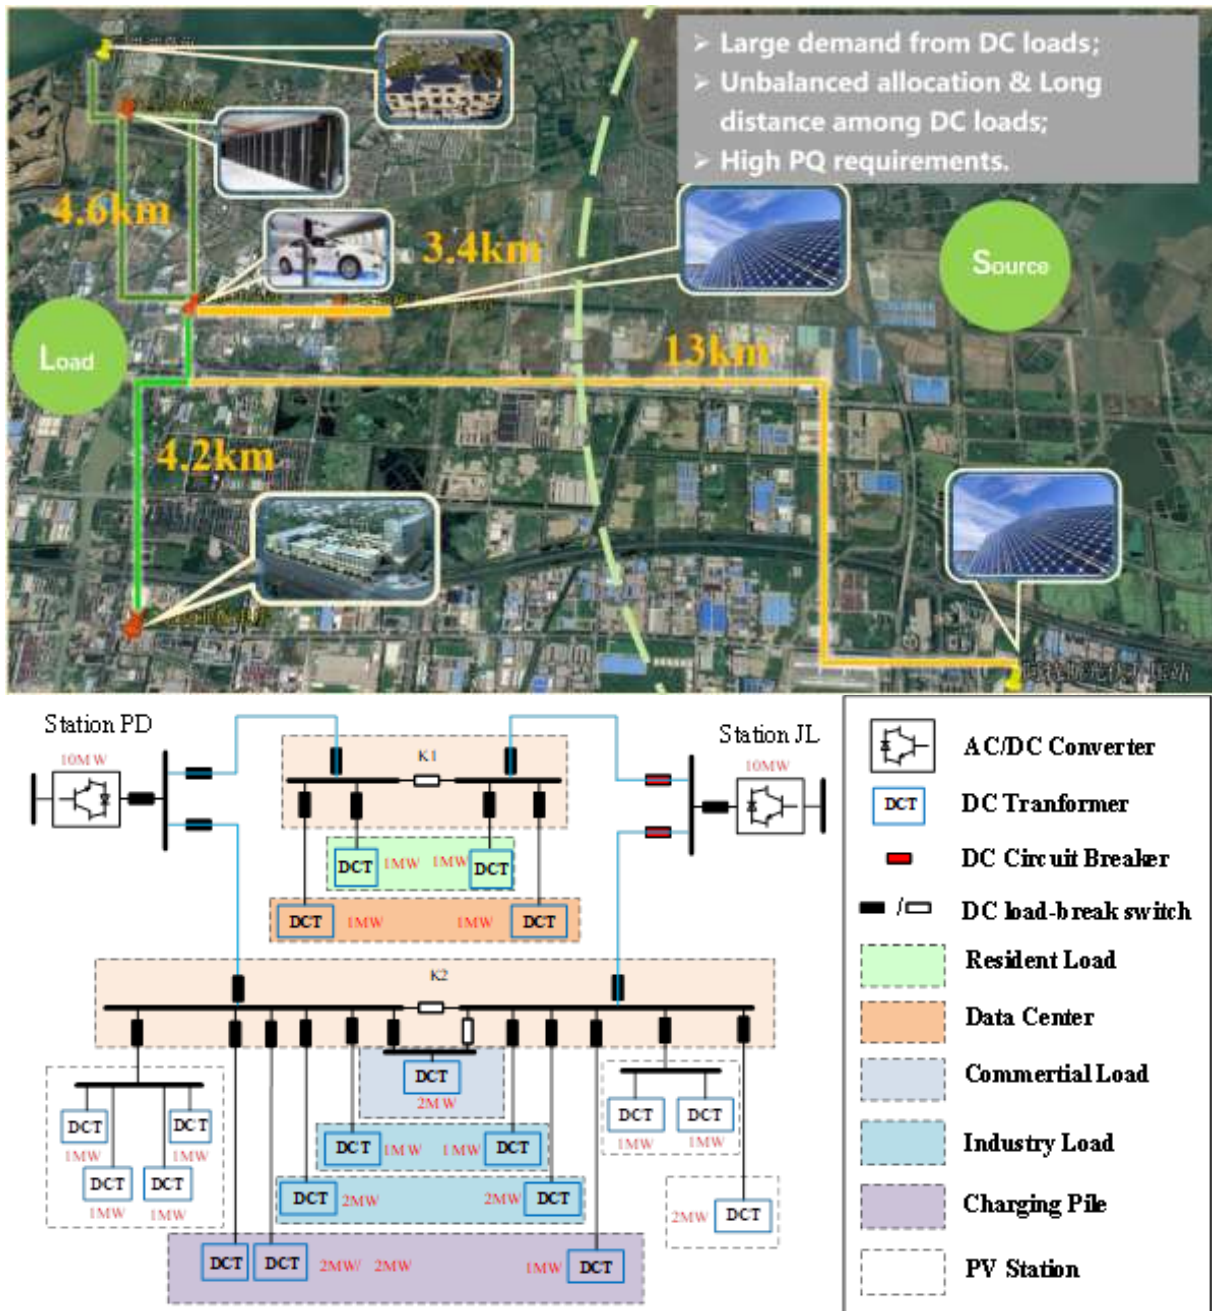 ➢ Large demand from DC loads;
➢ Unbalanced allocation & Long
distance among DC loads;
➢ High PQ requirements.
4.6km
3.4km
Source
Load
13km
4.2km
Station PD
10MW
K1
Station JL
10MW
DCT
1MW
1MW
DCT
DCT
1MW
1MW
DCT
K2
DCT
2MW
DCT
1MW
DCT
1MW
DCT
1MW
DCT
1MW
DCT
1MW
1MW
DCT
DCT
2MW
2MW
DCT
DCT
DCT
2MW/
2MW
1MW
DCT
DCT
1MW
DCT
1MW
2MW
DCT
AC/DC Converter
DCT
DC Tranformer
DC Circuit Breaker
/
DC load-break switch
Resident Load
Data Center
Commertial Load
Industry Load
Charging Pile
PV Station